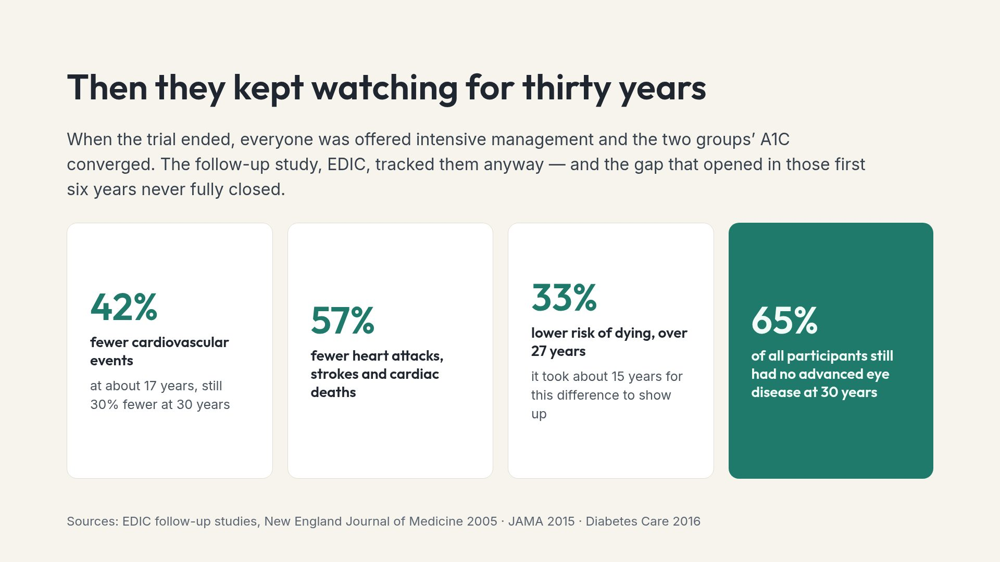 Then they kept watching for thirty years
When the trial ended, everyone was offered intensive management and the two groups’ A1C
converged. The follow-up study, EDIC, tracked them anyway — and the gap that opened in those first
six years never fully closed.
42%
fewer cardiovascular
events
at about 17 years, still
30% fewer at 30 years
57%
fewer heart attacks,
strokes and cardiac
deaths
33%
lower risk of dying, over
27 years
it took about 15 years for
this difference to show
up
65%
of all participants still
had no advanced eye
disease at 30 years
Sources: EDIC follow-up studies, New England Journal of Medicine 2005 · JAMA 2015 · Diabetes Care 2016